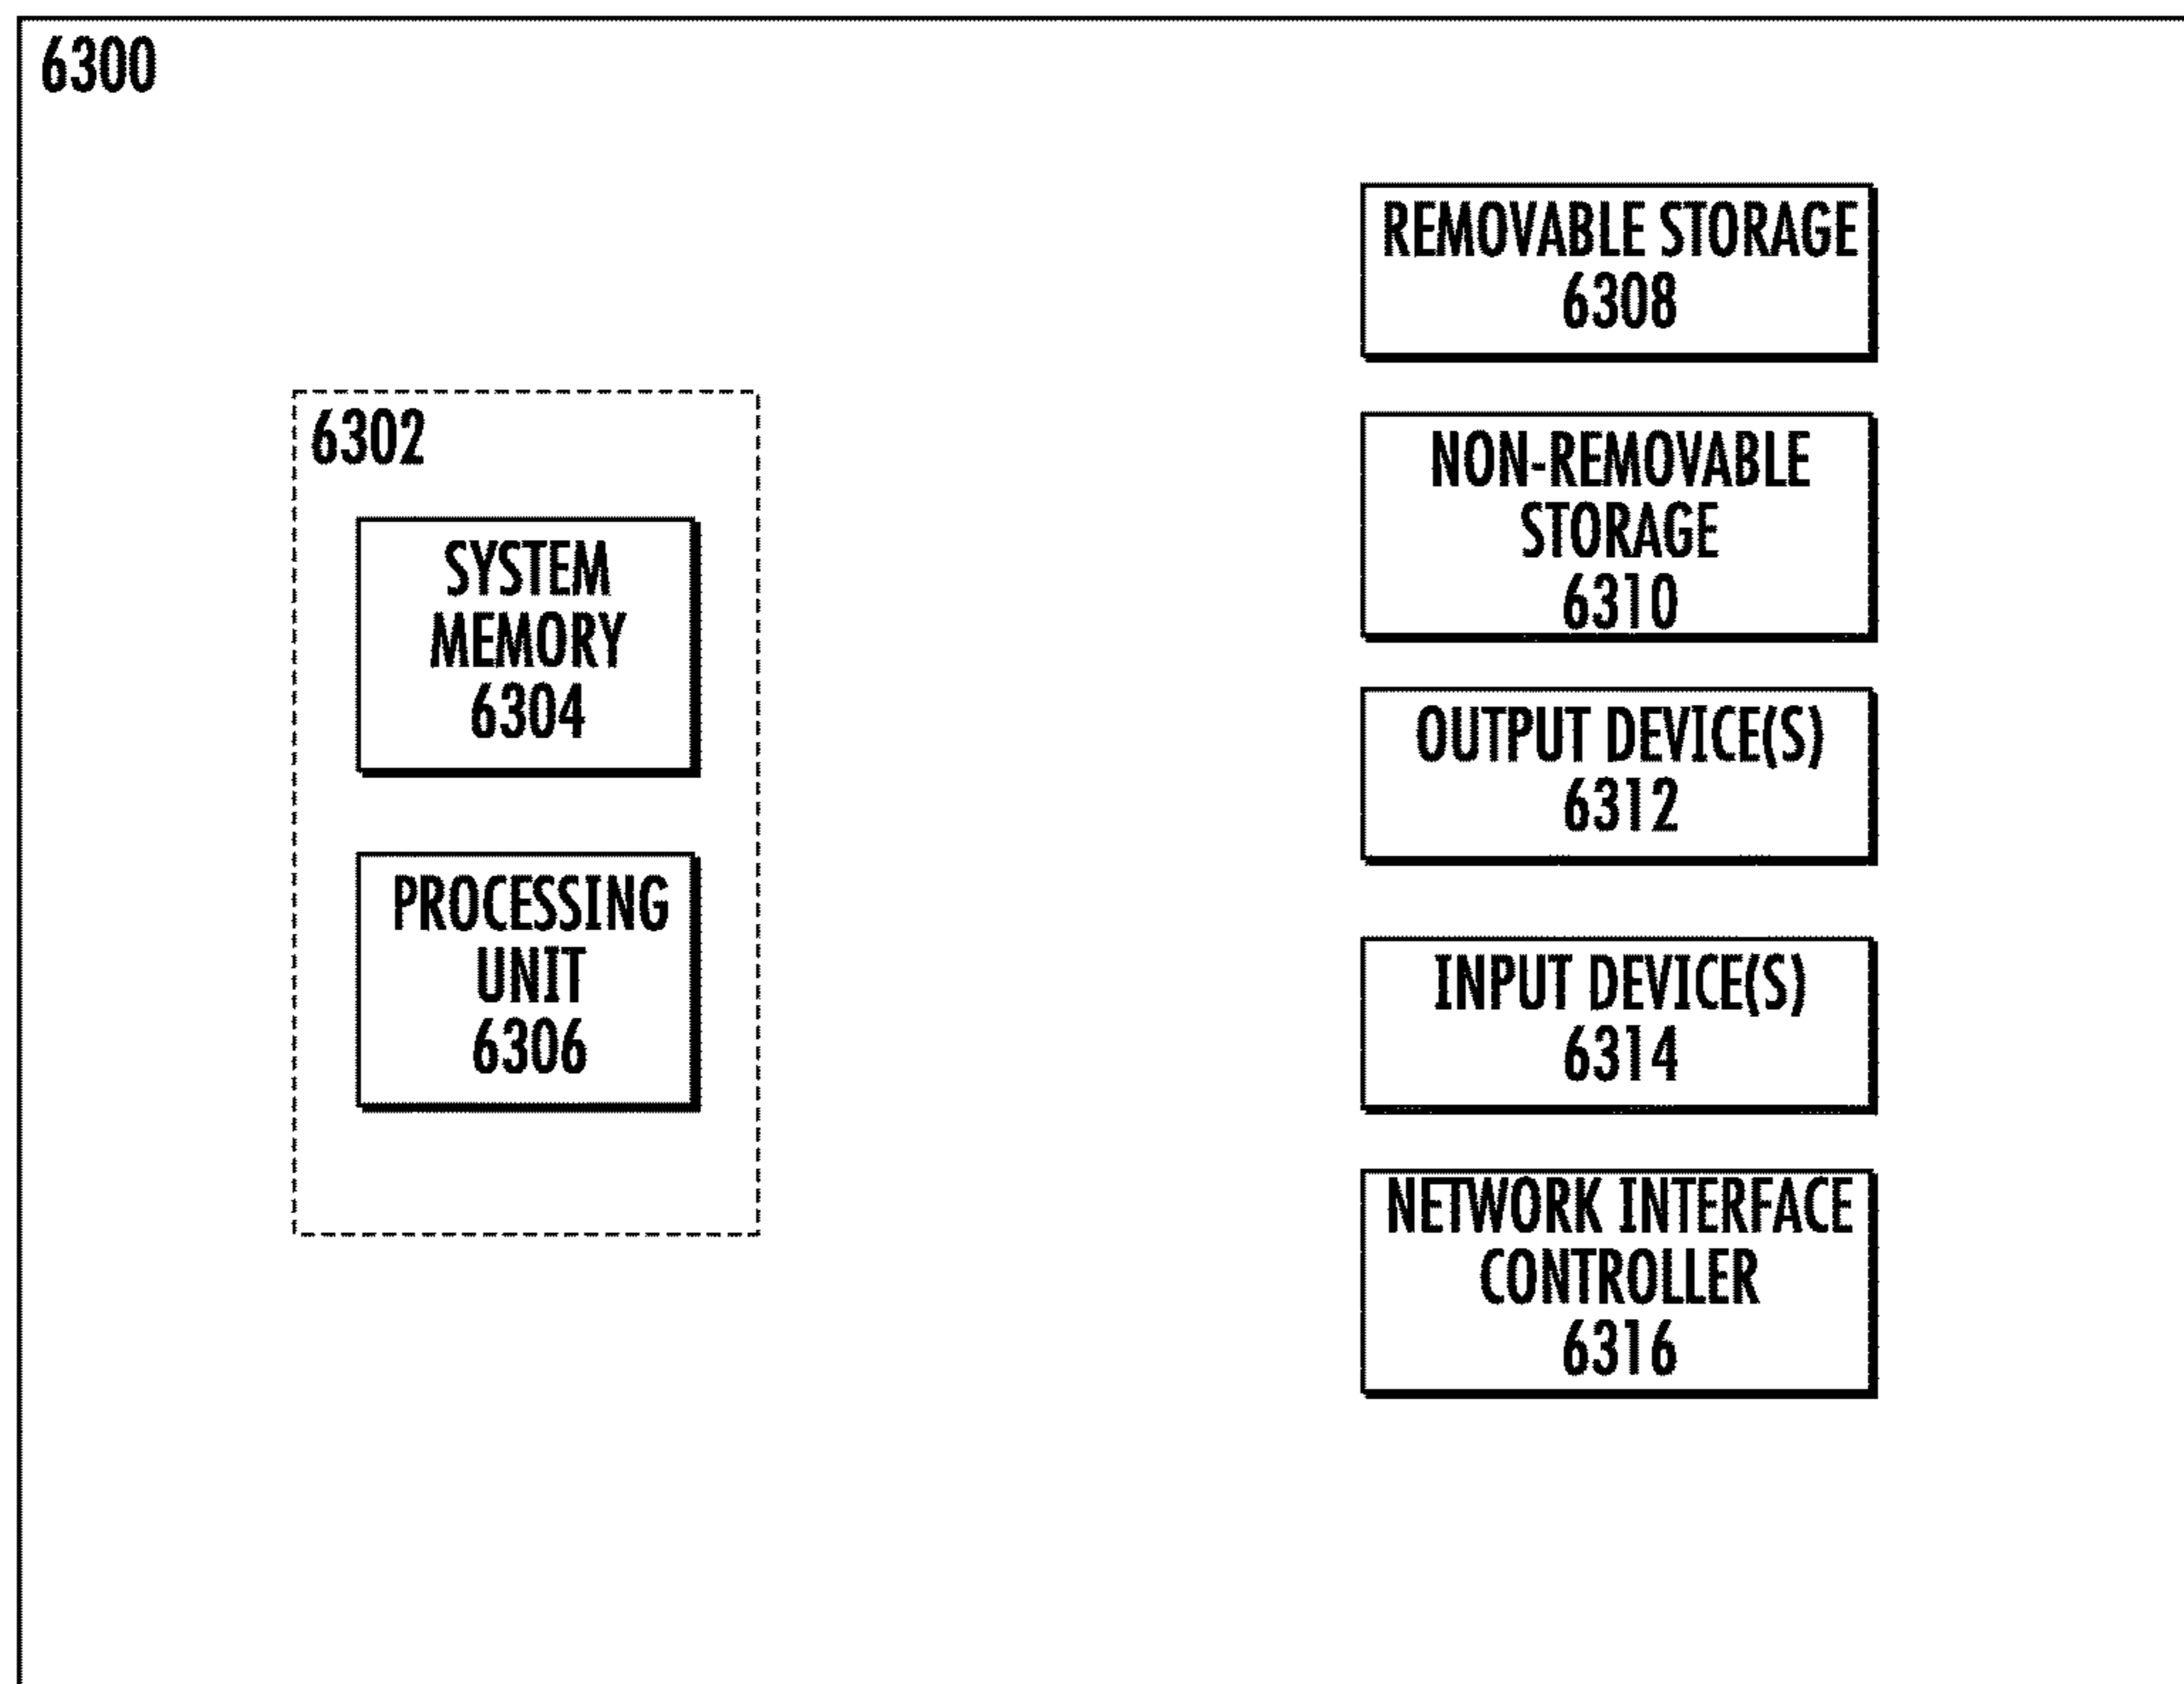 6300
6302
SYSTEM
MEMORY
6304
PROCESSING
UNIT
6306
REMOVABLE STORAGE
6308
NON-REMOVABLE
STORAGE
6310
OUTPUT DEVICE(S)
6312
INPUT DEVICE(S)
6314
NETWORK INTERFACE
CONTROLLER
6316